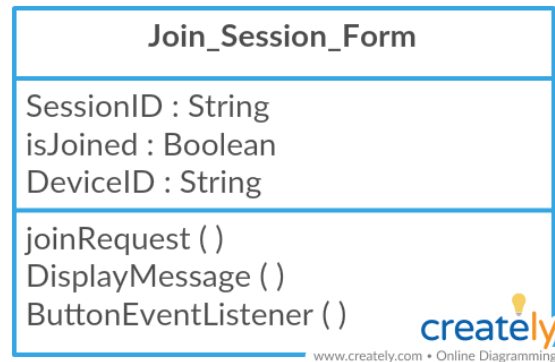 Join_Session_Form
SessionID : String
isJoined : Boolean
DeviceID : String
joinRequest ( )
DisplayMessage ( )
ButtonEventListener ( )
creately
www.creately.com • Online Diagramming